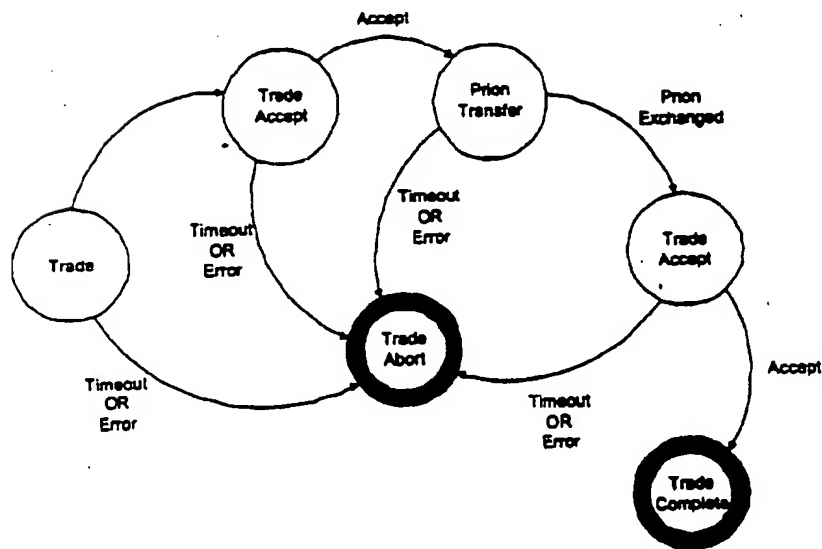 Accept
Trade
Accept
Prion
Transfer
Prion
Exchanged
Timeout
OR
Error
Timeout
OR
Error
Trade
Trade
Accept
Trade
Abort
Timeout
OR
Error
Timeout
OR
Error
Accept
Trade
Complete